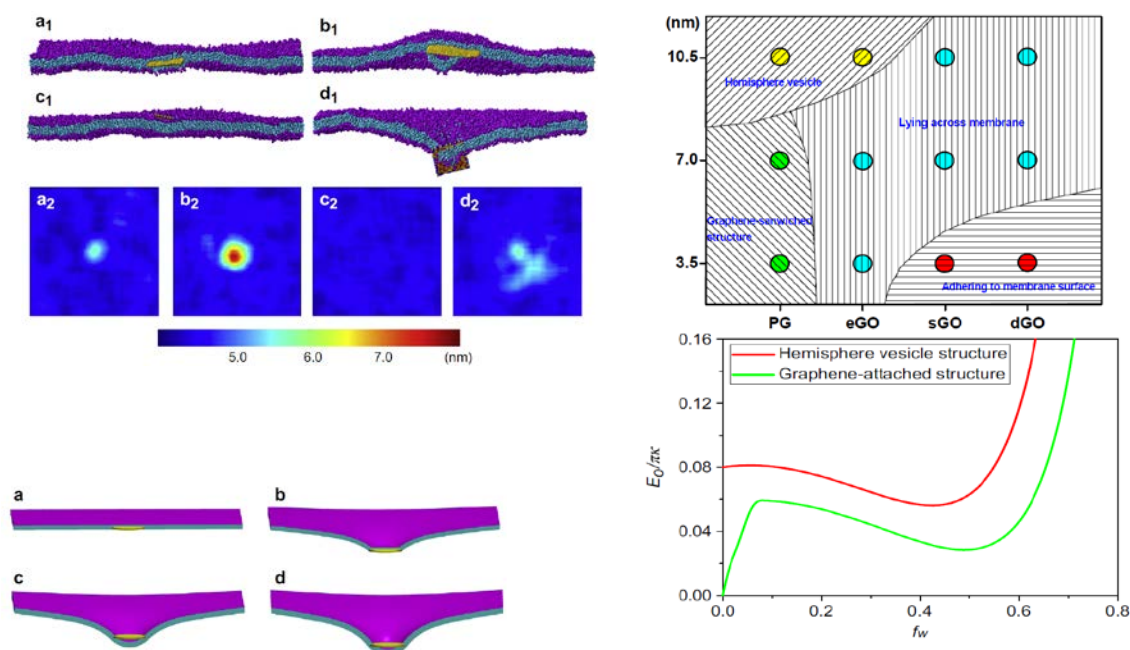 a1
b1
c1
d1
a2
b2
c2
d2
5.0
6.0
7.0
(nm)
a
b
c
d
(nm)
10.5
Hemisphere vesicle
Lying across membrane
7.0
Graphene-sanwiched
structure
3.5
Adhering to membrane surface
PG
eGO
sGO
dGO
Hemisphere vesicle structure
Graphene-attached structure
0.16
0.12
0.08
0.04
0.00
E0/πκ
0.0
0.2
0.4
0.6
0.8
fw